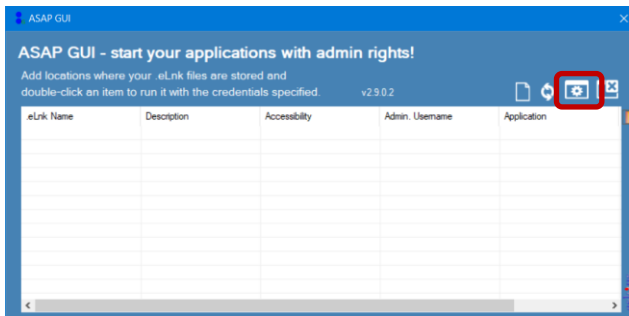 ASAP GUI
ASAP GUI - start your applications with admin rights!
Add locations where your .eLnk files are stored and
double-click an item to run it with the credentials specified. v2.9.0.2
.eLnk Name Description Accessibility Admin. Username Application